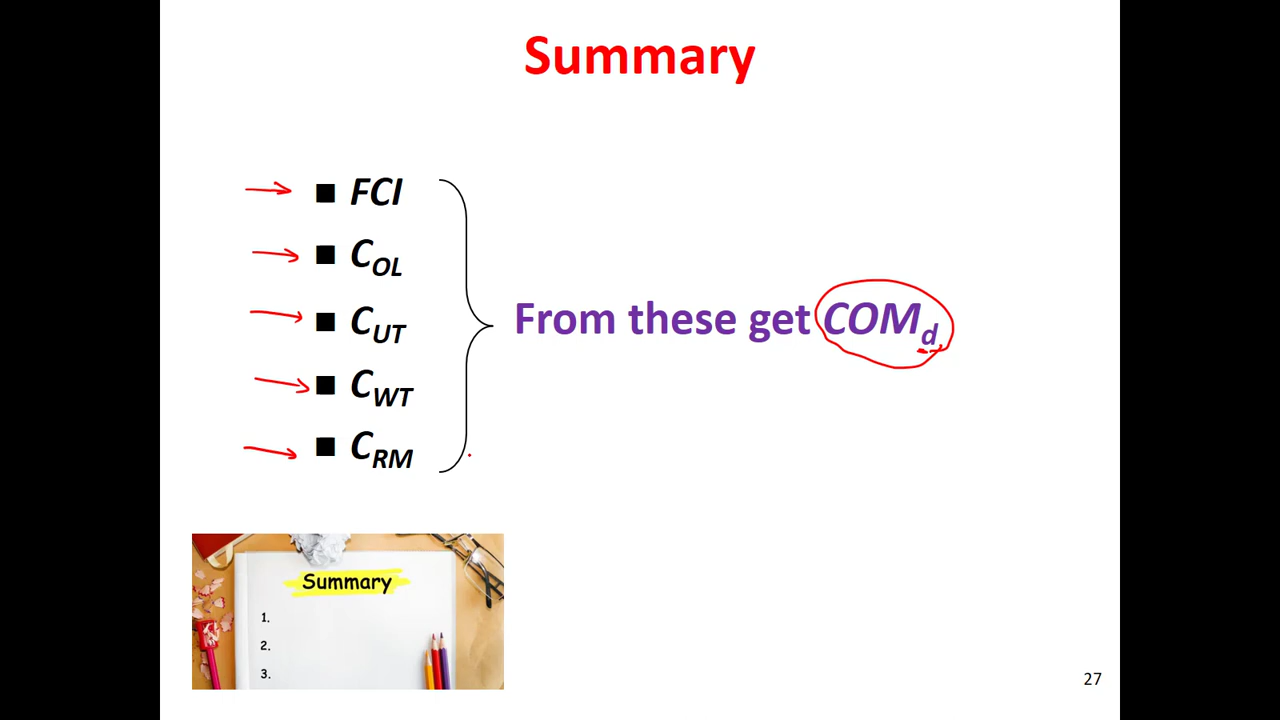 Summary
■ FCI
■ C_OL
■ C_UT
■ C_WT
■ C_RM
From these get COM_d
Summary
1.
2.
3.
27